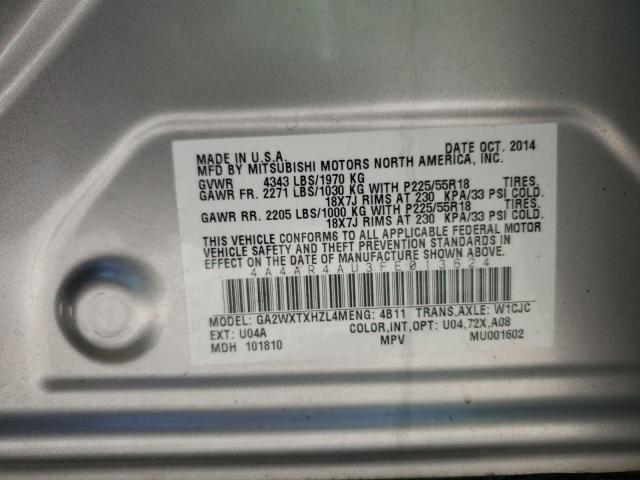 MADE IN U.S.A. DATE OCT. 2014
MFD BY MITSUBISHI MOTORS NORTH AMERICA, INC.
GVWR 4343 LBS/1970 KG
GAWR FR. 2271 LBS/1030 KG WITH P225/55R18 TIRES,
18X7J RIMS AT 230 KPA/33 PSI COLD.
GAWR RR. 2205 LBS/1000 KG WITH P225/55R18 TIRES,
18X7J RIMS AT 230 KPA/33 PSI COLD.
THIS VEHICLE CONFORMS TO ALL APPLICABLE FEDERAL MOTOR
VEHICLE SAFETY AND THEFT PREVENTION STANDARDS IN
EFFECT ON THE DATE OF MANUFACTURE SHOWN ABOVE.
4A4AR4AU3FE013624
MODEL: GA2WXTXHZL4M ENG: 4B11 TRANS,AXLE: W1CJC
EXT: U04A COLOR,INT,OPT: U04,72X,A08
MDH 101810 MPV MU001602